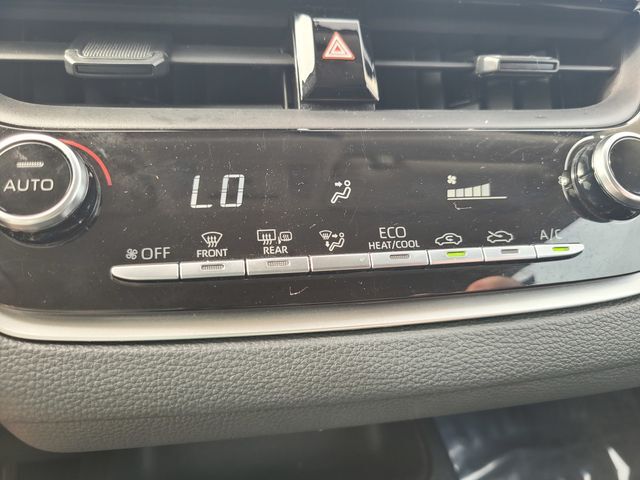 AUTO
LO
OFF
FRONT
REAR
ECO
HEAT/COOL
A/C